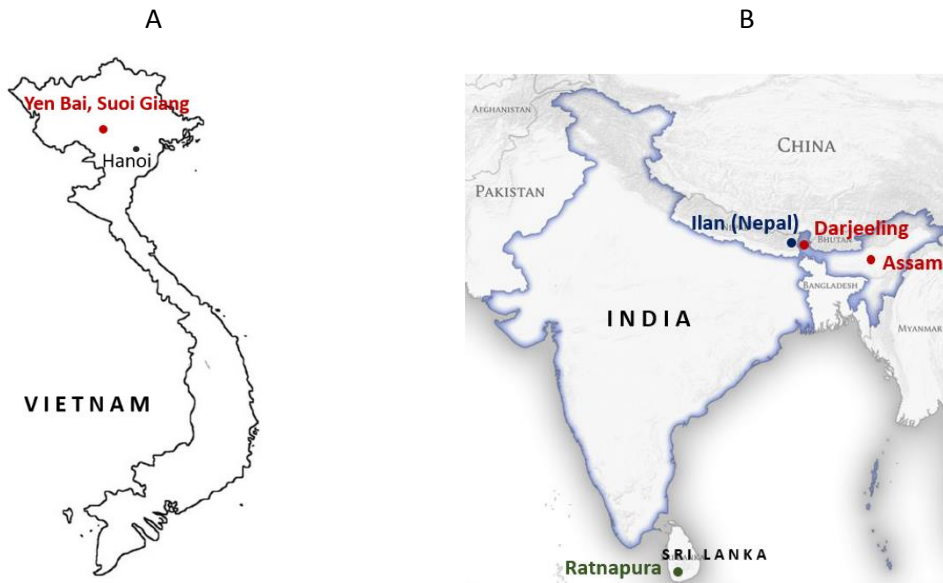 A
B
Yen Bai, Suoi Giang
Hanoi
VIETNAM
AFGHANISTAN
CHINA
PAKISTAN
Ilan (Nepal)
Darjeeling
BHUTAN
Assam
BANGLADESH
INDIA
MYANMAR
SRI LANKA
Ratnapura